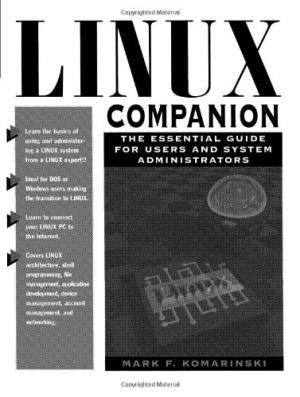 Copyrighted Material
LINUX
COMPANION
THE ESSENTIAL GUIDE
FOR USERS AND SYSTEM
ADMINISTRATORS
Learn the basics of
using and administer-
ing a LINUX system
from a LINUX expert!!
Ideal for DOS or
Windows users making
the transition to LINUX.
Learn to connect
your LINUX PC to
the Internet.
Covers LINUX
architecture, shell
programming, file
management, application
development, device
management, account
management, and
networking.
MARK F. KOMARINSKI
Copyrighted Material